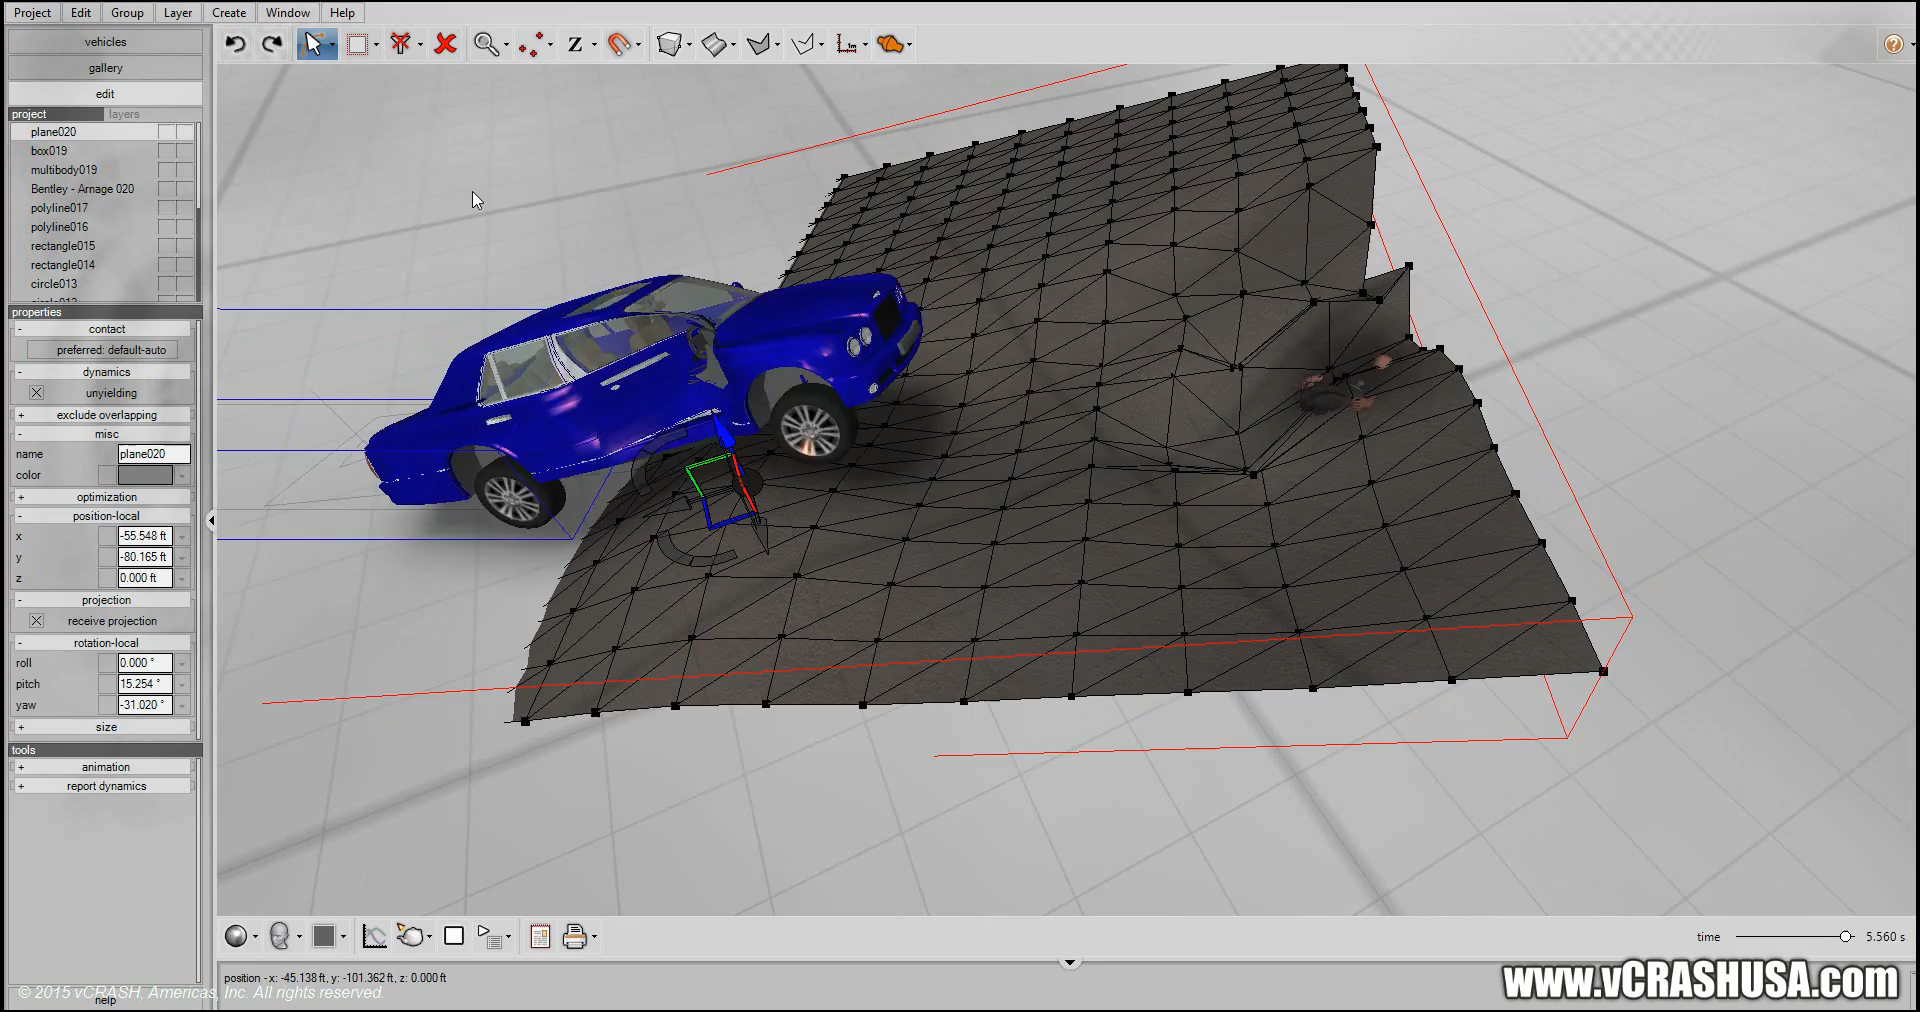 Project Edit Group Layer Create Window Help
vehicles
gallery
edit
project layers
plane020
box019
multibody019
Bentley - Arnage 020
polyline017
polyline016
rectangle015
rectangle014
circle013
properties
- contact
preferred: default-auto
- dynamics
unyielding
+ exclude overlapping
- misc
name plane020
color
+ optimization
- position-local
x -55.548 ft
y -80.165 ft
z 0.000 ft
- projection
receive projection
- rotation-local
roll 0.000 °
pitch 15.254 °
yaw -31.020 °
+ size
tools
+ animation
+ report dynamics
help
Z
time 5.560 s
position - x: -45.138 ft, y: -101.362 ft, z: 0.000 ft
© 2015 vCRASH, Americas, Inc. All rights reserved.
www.vCRASHUSA.com